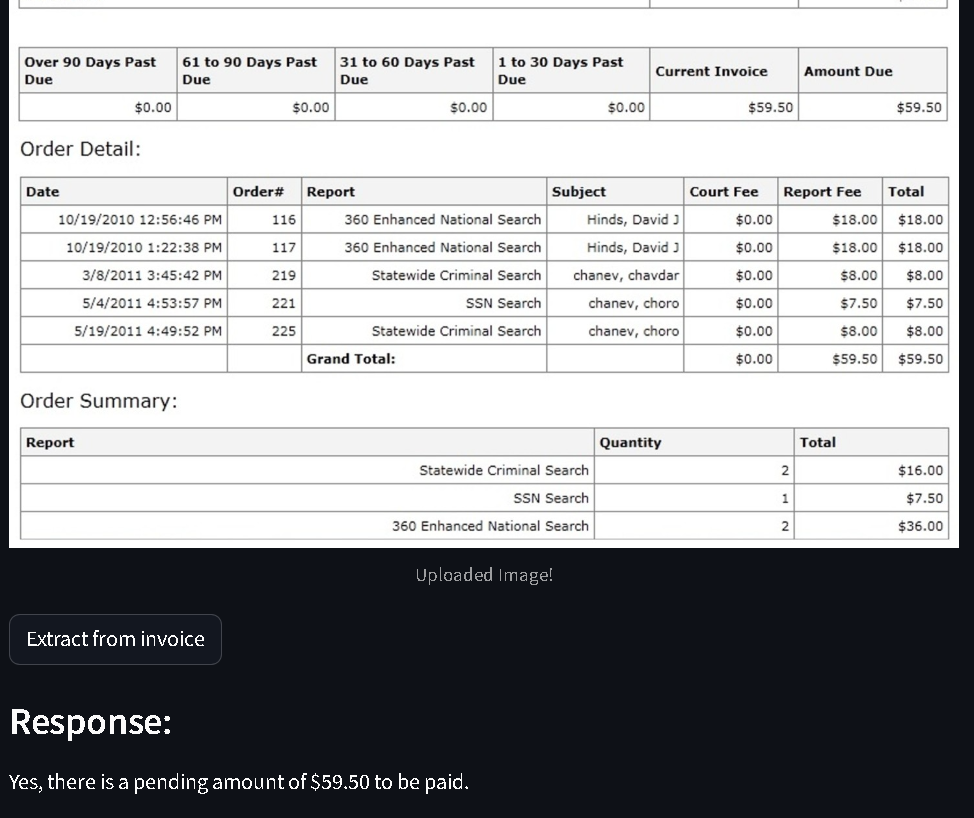 Over 90 Days Past Due 61 to 90 Days Past Due 31 to 60 Days Past Due 1 to 30 Days Past Due Current Invoice Amount Due
$0.00 $0.00 $0.00 $0.00 $59.50 $59.50
Order Detail:
Date Order# Report Subject Court Fee Report Fee Total
10/19/2010 12:56:46 PM 116 360 Enhanced National Search Hinds, David J $0.00 $18.00 $18.00
10/19/2010 1:22:38 PM 117 360 Enhanced National Search Hinds, David J $0.00 $18.00 $18.00
3/8/2011 3:45:42 PM 219 Statewide Criminal Search chanev, chavdar $0.00 $8.00 $8.00
5/4/2011 4:53:57 PM 221 SSN Search chanev, choro $0.00 $7.50 $7.50
5/19/2011 4:49:52 PM 225 Statewide Criminal Search chanev, choro $0.00 $8.00 $8.00
Grand Total: $0.00 $59.50 $59.50
Order Summary:
Report Quantity Total
Statewide Criminal Search 2 $16.00
SSN Search 1 $7.50
360 Enhanced National Search 2 $36.00
Uploaded Image!
Extract from invoice
Response:
Yes, there is a pending amount of $59.50 to be paid.